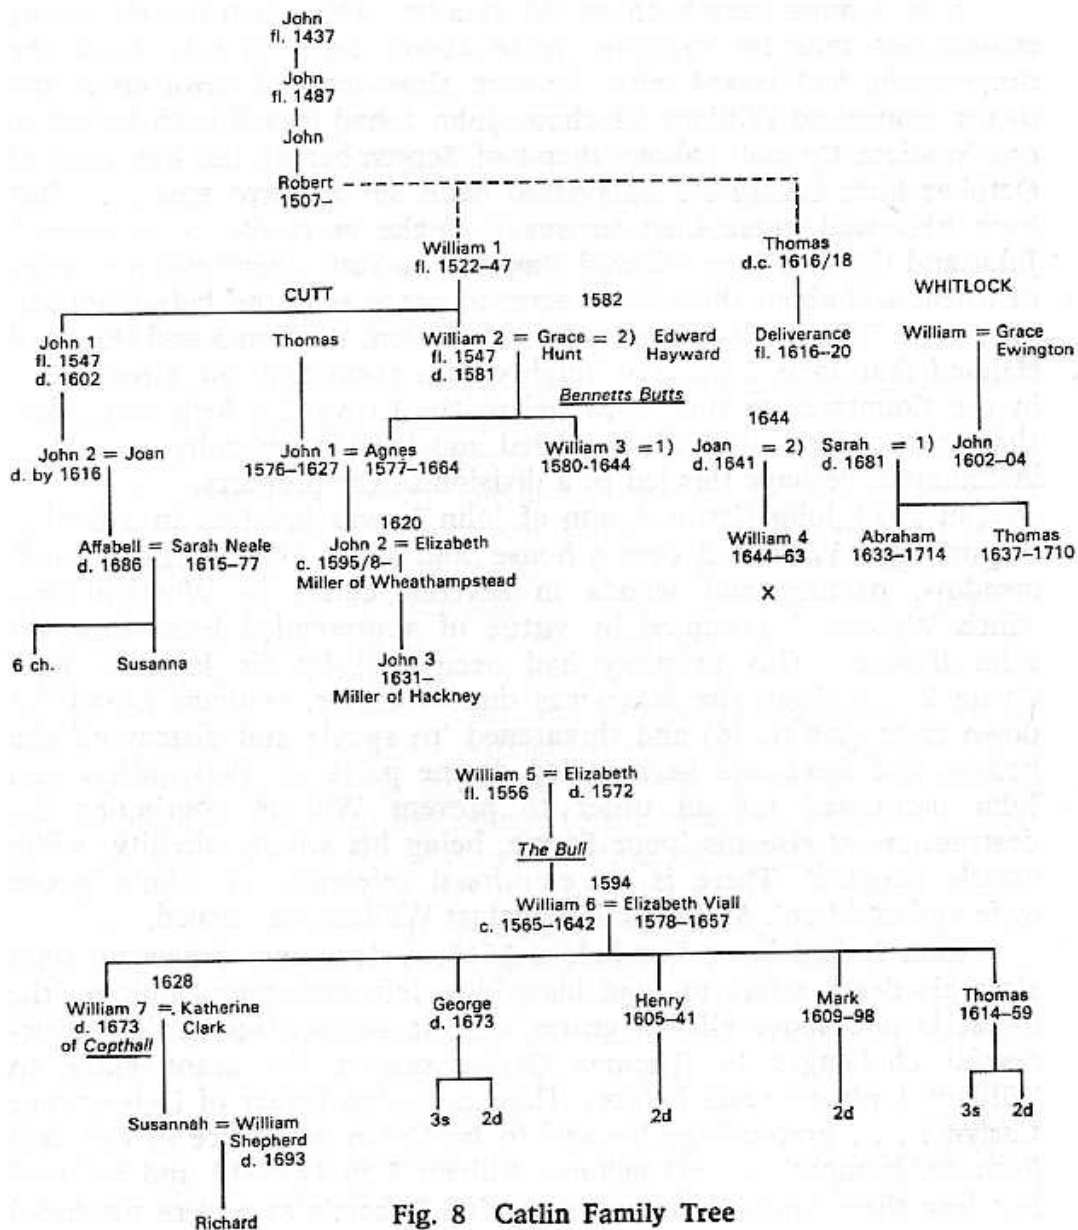 John
fl. 1437
John
fl. 1487
John
Robert
1507–
William 1
fl. 1522–47
Thomas
d.c. 1616/18
CUTT
1582
WHITLOCK
John 1
fl. 1547
d. 1602
Thomas
William 2 = Grace = 2) Edward
fl. 1547 Hunt Hayward
d. 1581
Deliverance
fl. 1616–20
William = Grace
Ewington
Bennetts Butts
1644
John 2 = Joan
d. by 1616
John 1 = Agnes
1576–1627 1577–1664
William 3 = 1) Joan = 2) Sarah = 1)
1580-1644 d. 1641 d. 1681
John
1602–04
1620
Affabell = Sarah Neale
d. 1686 1615–77
John 2 = Elizabeth
c. 1595/8–
Miller of Wheathampstead
William 4
1644–63
X
Abraham
1633–1714
Thomas
1637–1710
6 ch.
Susanna
John 3
1631–
Miller of Hackney
William 5 = Elizabeth
fl. 1556 d. 1572
The Bull
1594
William 6 = Elizabeth Viall
c. 1565–1642 1578–1657
1628
William 7 = Katherine
d. 1673 Clark
of Copthall
George
d. 1673
Henry
1605–41
Mark
1609–98
Thomas
1614–59
3s 2d
2d
2d
3s 2d
Susannah = William
Shepherd
d. 1693
Richard
Fig. 8 Catlin Family Tree